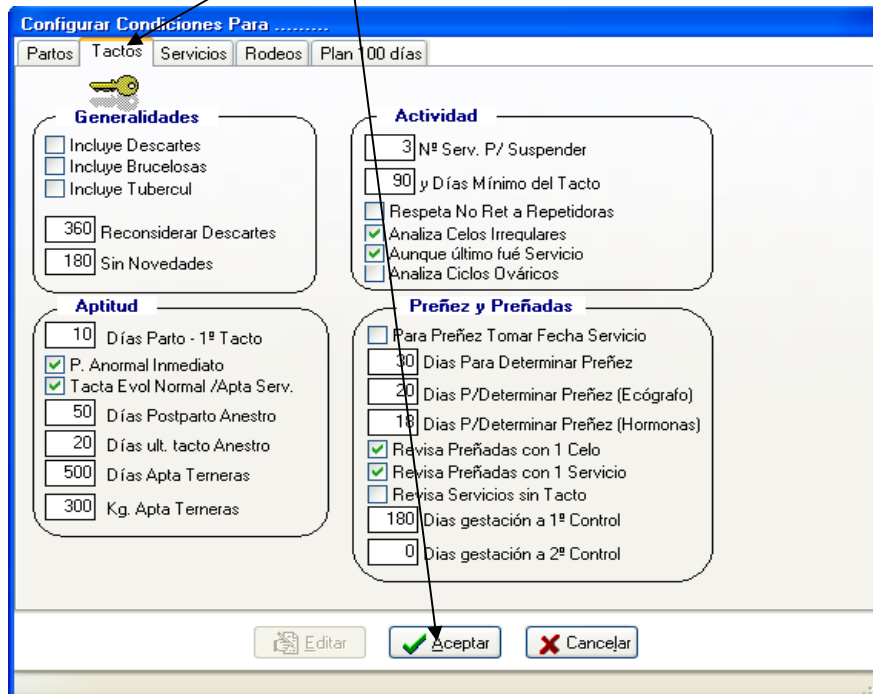 Configurar Condiciones Para .........
Partos Tactos Servicios Rodeos Plan 100 días
Generalidades
Incluye Descartes
Incluye Brucelosas
Incluye Tubercul
360 Reconsiderar Descartes
180 Sin Novedades
Actividad
3 Nº Serv. P/ Suspender
90 y Días Mínimo del Tacto
Respeta No Ret a Repetidoras
Analiza Celos Irregulares
Aunque último fué Servicio
Analiza Ciclos Ováricos
Aptitud
10 Días Parto - 1º Tacto
P. Anormal Inmediato
Tacta Evol Normal /Apta Serv.
50 Días Postparto Anestro
20 Días ult. tacto Anestro
500 Días Apta Terneras
300 Kg. Apta Terneras
Preñez y Preñadas
Para Preñez Tomar Fecha Servicio
30 Dias Para Determinar Preñez
20 Dias P/Determinar Preñez (Ecógrafo)
18 Dias P/Determinar Preñez (Hormonas)
Revisa Preñadas con 1 Celo
Revisa Preñadas con 1 Servicio
Revisa Servicios sin Tacto
180 Dias gestación a 1º Control
0 Dias gestación a 2º Control
Editar Aceptar Cancelar